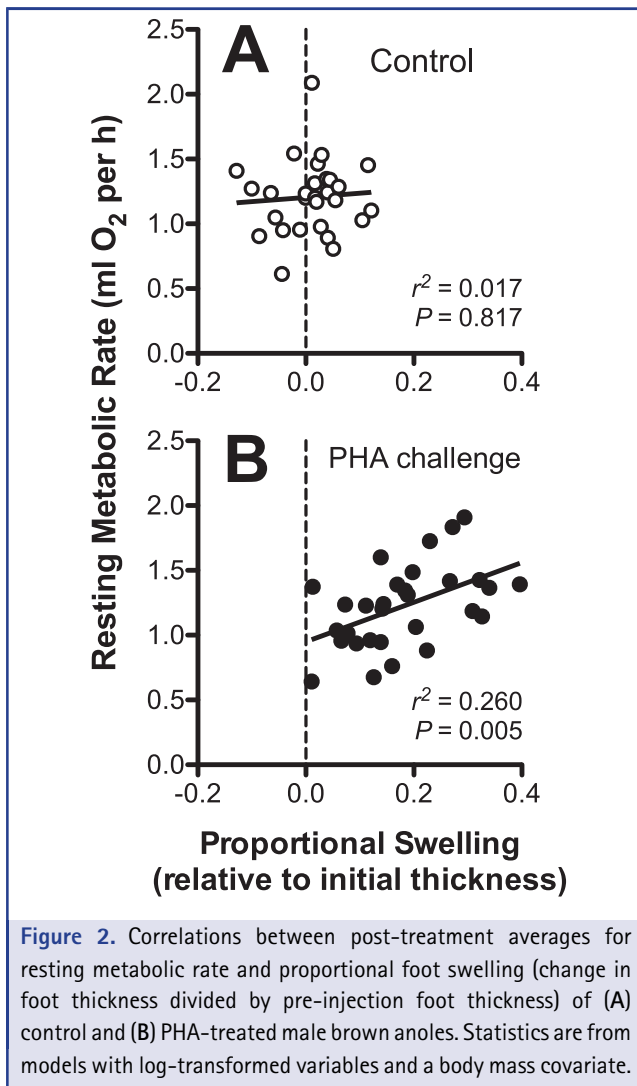 2.5
A
Control
2.0
1.5
1.0
0.5
r² = 0.017
P = 0.817
0.0
-0.2
0.0
0.2
0.4
Resting Metabolic Rate (ml O₂ per h)
2.5
B
PHA challenge
2.0
1.5
1.0
0.5
r² = 0.260
P = 0.005
0.0
-0.2
0.0
0.2
0.4
Proportional Swelling
(relative to initial thickness)
Figure 2. Correlations between post-treatment averages for
resting metabolic rate and proportional foot swelling (change in
foot thickness divided by pre-injection foot thickness) of (A)
control and (B) PHA-treated male brown anoles. Statistics are from
models with log-transformed variables and a body mass covariate.